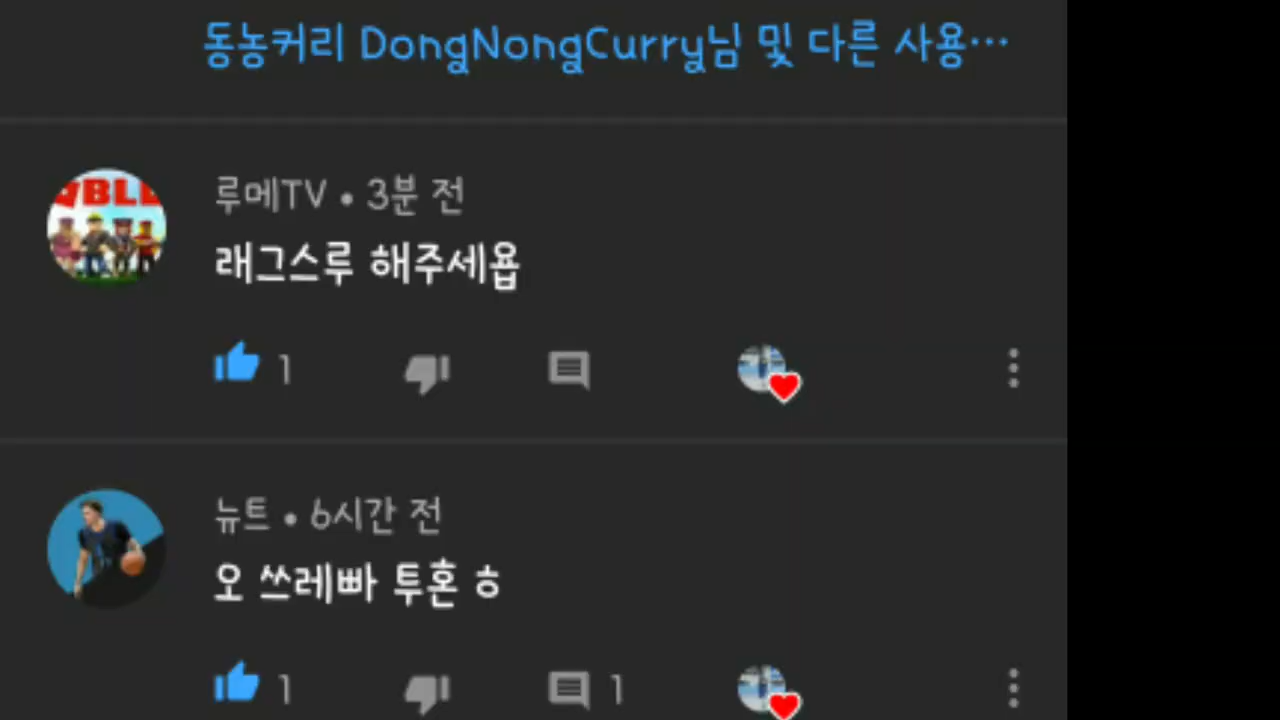 동농커리 DongNongCurry님 및 다른 사용…
루메TV • 3분 전
래그스루 해주세욥
1
뉴트 • 6시간 전
오 쓰레빠 투혼 ㅎ
1 1